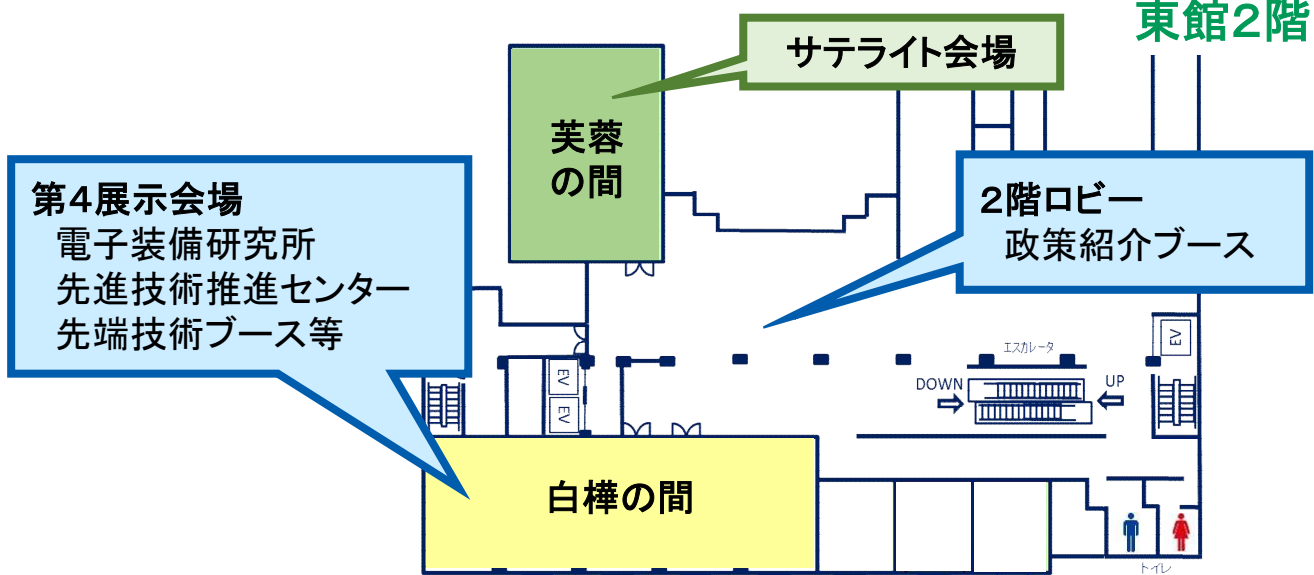 東館２階
サテライト会場
芙蓉
の間
第４展示会場
電子装備研究所
先進技術推進センター
先端技術ブース等
２階ロビー
政策紹介ブース
エスカレータ
EV
DOWN
UP
EV
EV
白樺の間
トイレ